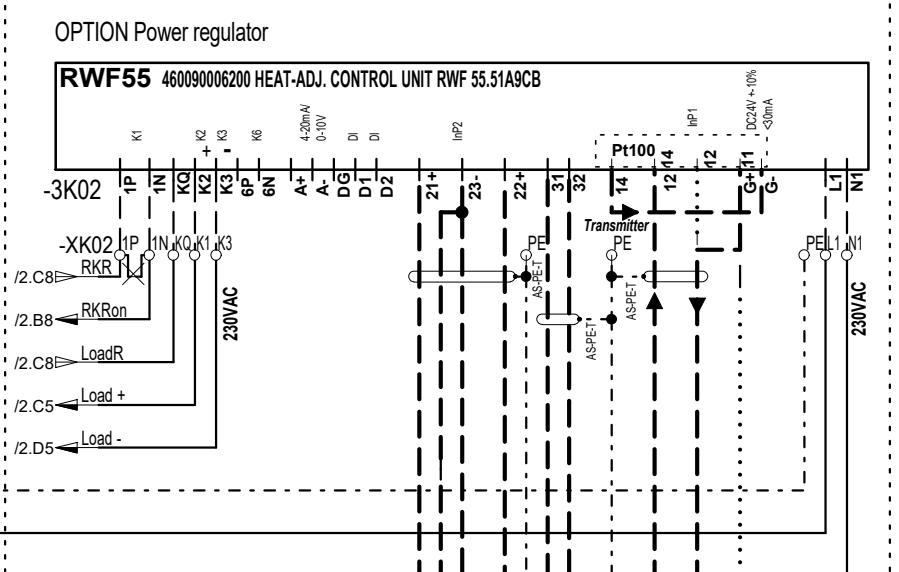 OPTION Power regulator
RWF55 460090006200 HEAT-ADJ. CONTROL UNIT RWF 55.51A9CB
K1
K2
+
K3
-
K6
4-20mA/
0-10V
DI
DI
InP2
Pt100
InP1
DC24V +-10%
<30mA
14
12
11
-3K02
1P
1N
KQ
K2
K3
6P
6N
A+
A-
DG
D1
D2
21+
23-
22+
31
32
14
12
G+
G-
L1
N1
Transmitter
-XK02
1P
1N
KQ
K1
K3
PE
PE
PE
L1
N1
/2.C8 RKR
/2.B8 RKRon
/2.C8 LoadR
/2.C5 Load +
/2.D5 Load -
230VAC
AS-PE-T
AS-PE-T
AS-PE-T
230VAC